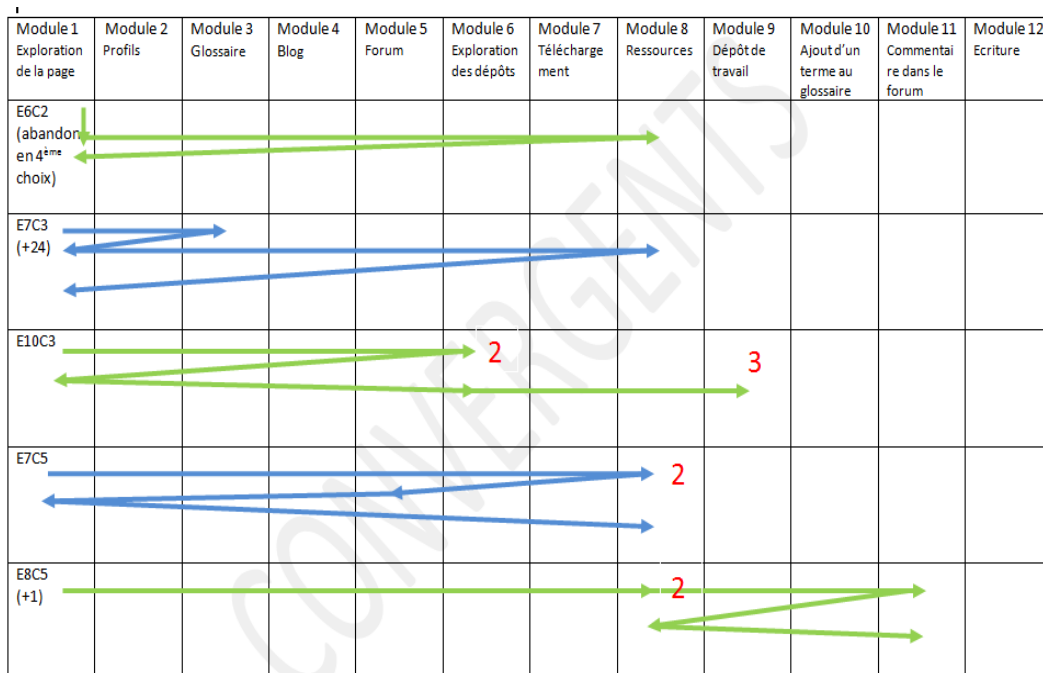 Module 1
Exploration
de la page
Module 2
Profils
Module 3
Glossaire
Module 4
Blog
Module 5
Forum
Module 6
Exploration
des dépôts
Module 7
Télécharge
ment
Module 8
Ressources
Module 9
Dépôt de
travail
Module 10
Ajout d'un
terme au
glossaire
Module 11
Commentai
re dans le
forum
Module 12
Ecriture
E6C2
(abandon
en 4ème
choix)
E7C3
(+24)
E10C3
2
3
E7C5
2
E8C5
(+1)
2
CONVERGENTS